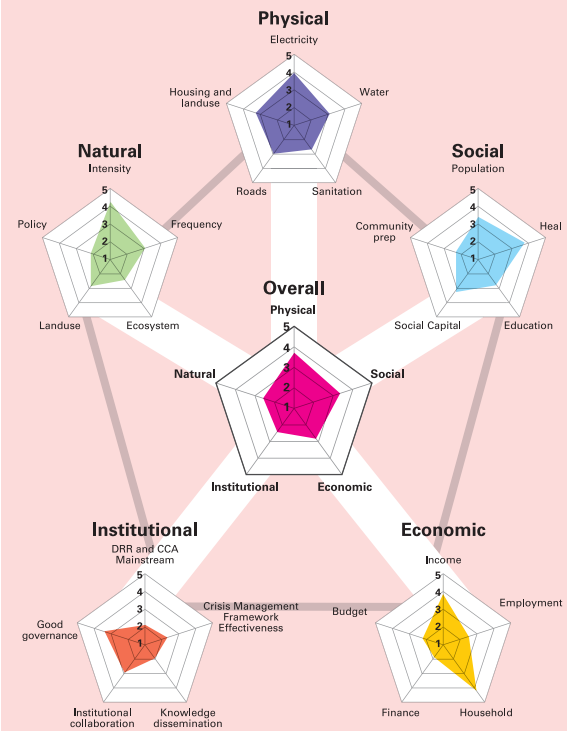 Physical
Electricity
5
4
3
2
1
Housing and
landuse
Water
Roads
Sanitation
Natural
Intensity
5
4
3
2
1
Policy
Frequency
Landuse
Ecosystem
Social
Population
5
4
3
2
1
Community
prep
Heal
Social Capital
Education
Overall
Physical
5
4
3
2
1
Natural
Social
Institutional
Economic
Institutional
DRR and CCA
Mainstream
5
4
3
2
1
Good
governance
Crisis Management
Framework
Effectiveness
Institutional
collaboration
Knowledge
dissemination
Economic
Income
5
4
3
2
1
Budget
Employment
Finance
Household